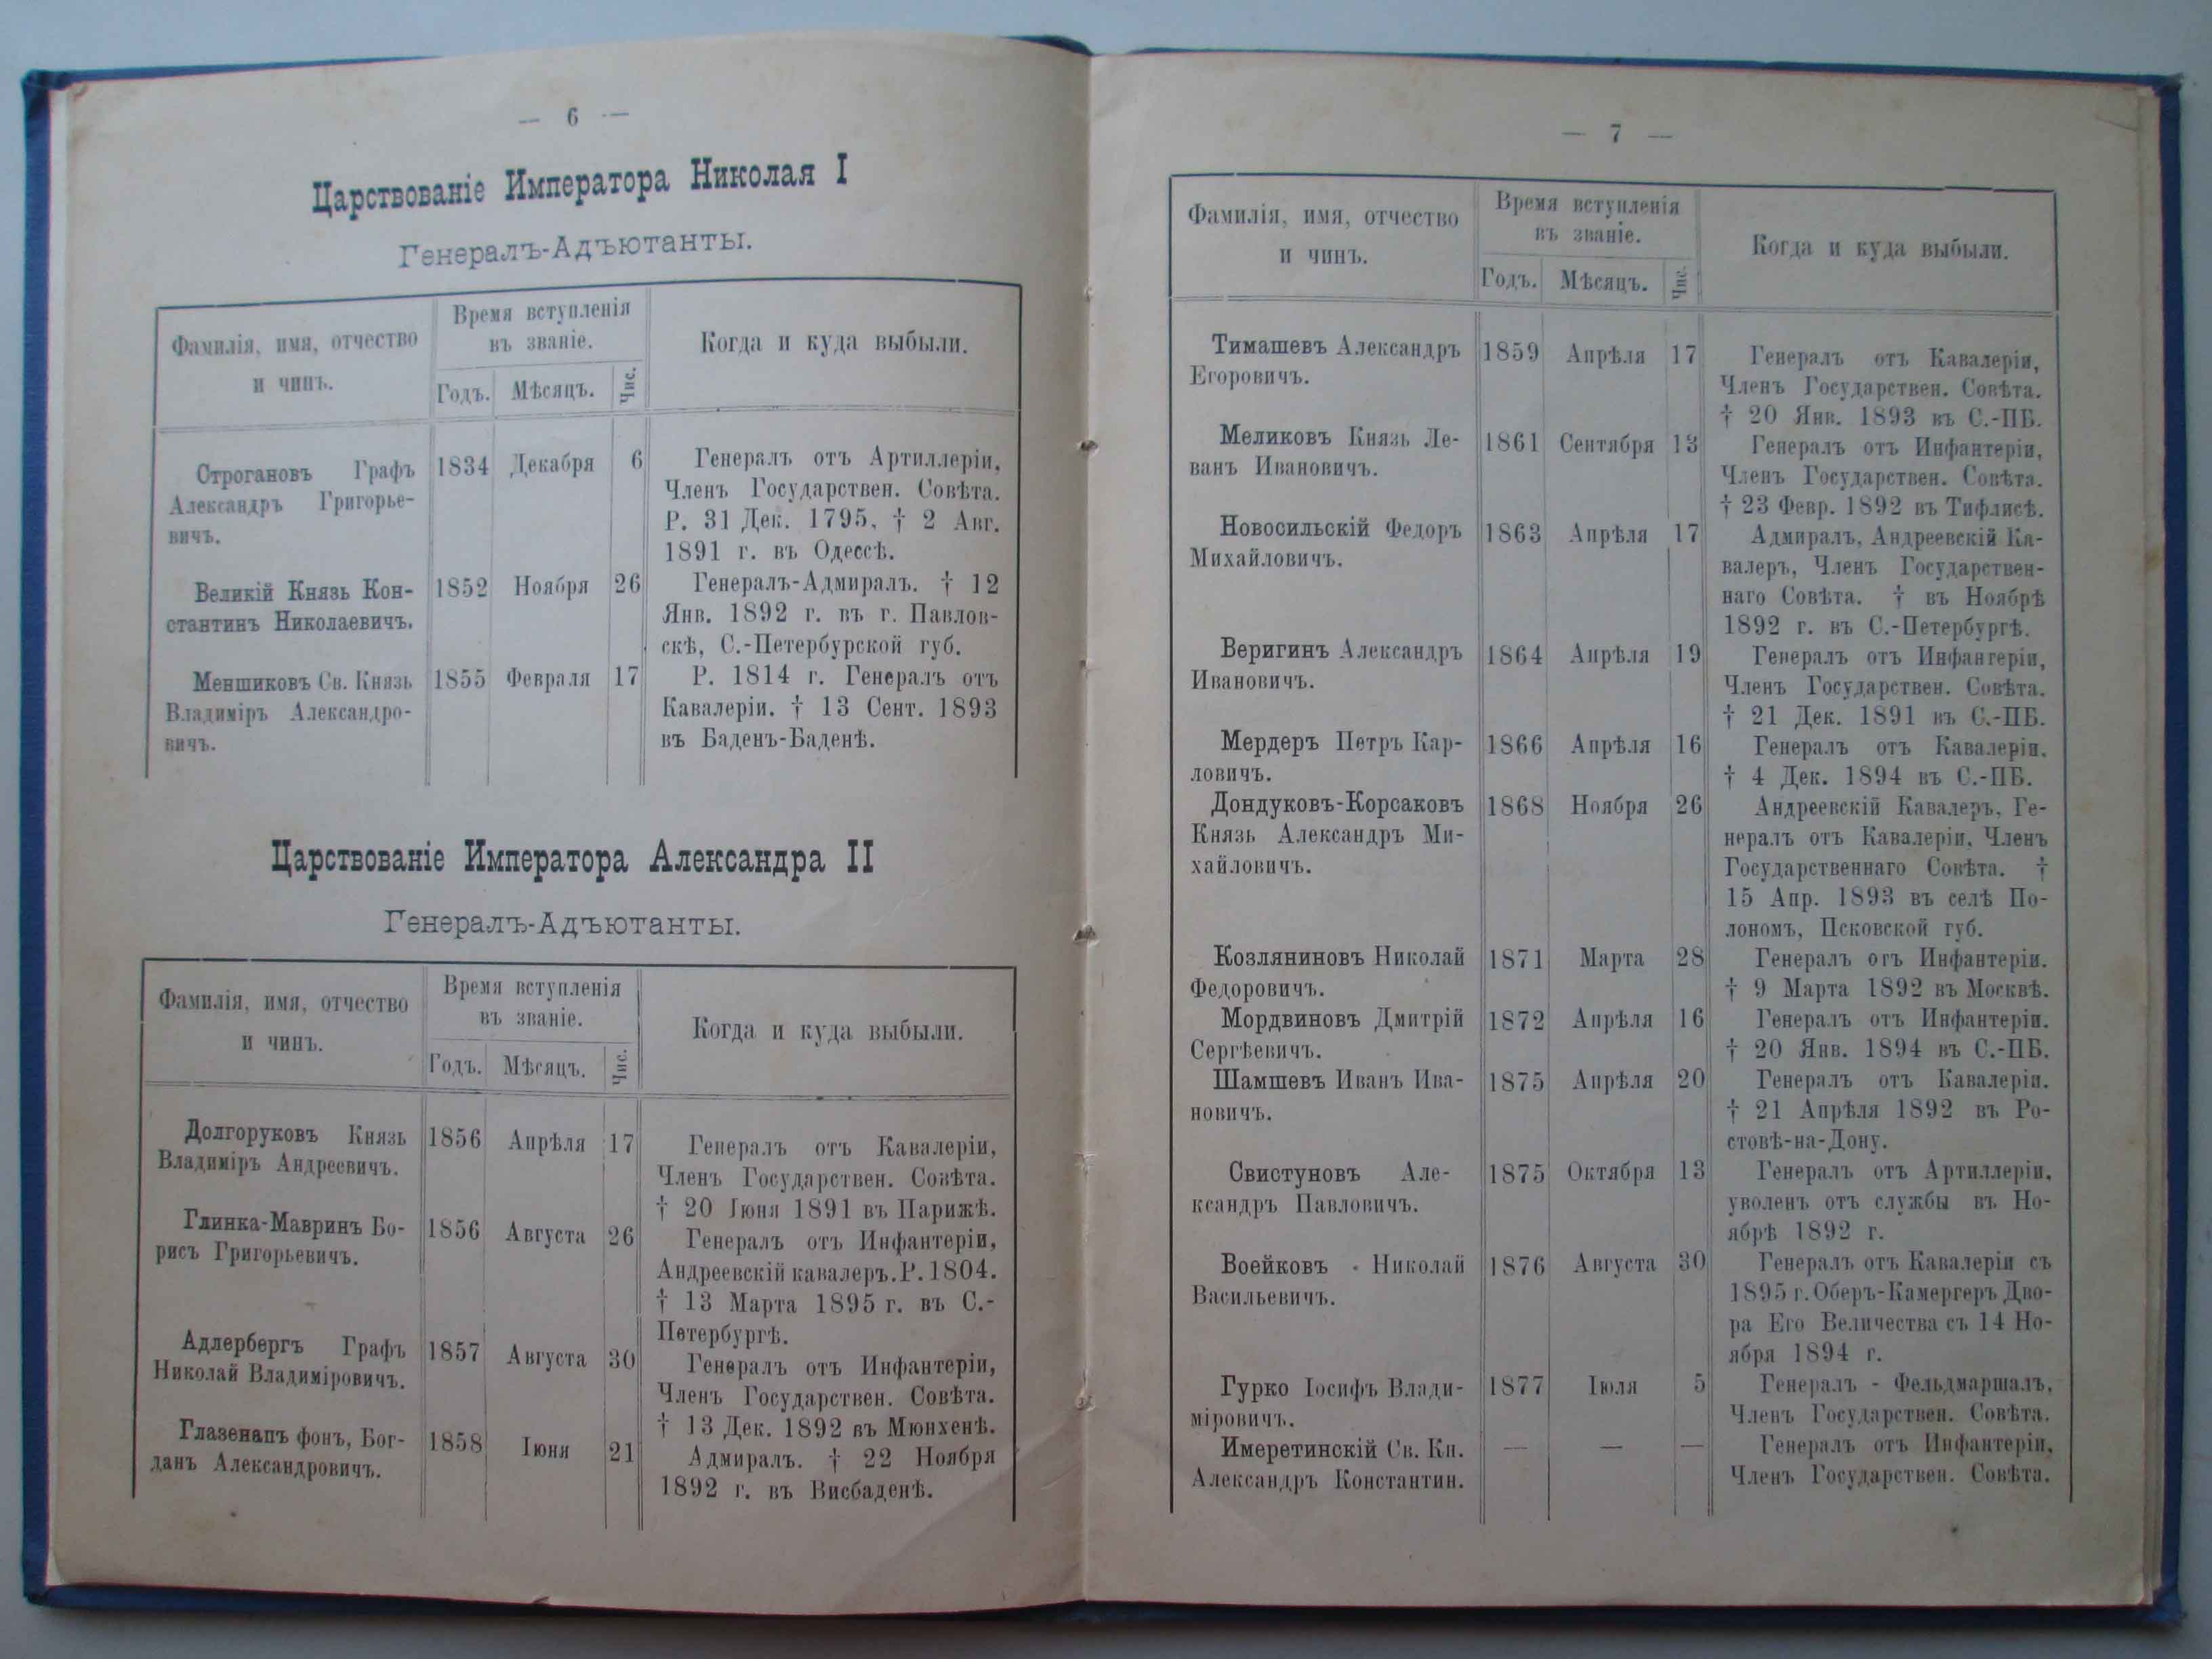 — 6 —
Царствованіе Императора Николая I
Генералъ-Адъютанты.
Фамилія, имя, отчество
и чинъ.
Время вступленія
въ званіе.
Годъ. Мѣсяцъ. Чис.
Когда и куда выбыли.
Строгановъ Графъ
Александръ Григорье-
вичъ.
1834 Декабря 6
Генералъ отъ Артиллеріи,
Членъ Государствен. Совѣта.
Р. 31 Дек. 1795, † 2 Авг.
1891 г. въ Одессѣ.
Великій Князь Кон-
стантинъ Николаевичъ.
1852 Ноября 26
Генералъ-Адмиралъ. † 12
Янв. 1892 г. въ г. Павлов-
скѣ, С.-Петербурской губ.
Меншиковъ Св. Князь
Владиміръ Александро-
вичъ.
1855 Февраля 17
Р. 1814 г. Генералъ отъ
Кавалеріи. † 13 Сент. 1893
въ Баденъ-Баденѣ.
Царствованіе Императора Александра II
Генералъ-Адъютанты.
Фамилія, имя, отчество
и чинъ.
Время вступленія
въ званіе.
Годъ. Мѣсяцъ. Чис.
Когда и куда выбыли.
Долгоруковъ Князь
Владиміръ Андреевичъ.
1856 Апрѣля 17
Генералъ отъ Кавалеріи,
Членъ Государствен. Совѣта.
† 20 Іюня 1891 въ Парижѣ.
Глинка-Мавринъ Бо-
рисъ Григорьевичъ.
1856 Августа 26
Генералъ отъ Инфантеріи,
Андреевскій кавалеръ. Р. 1804.
† 13 Марта 1895 г. въ С.-
Петербургѣ.
Адлербергъ Графъ
Николай Владиміровичъ.
1857 Августа 30
Генералъ отъ Инфантеріи,
Членъ Государствен. Совѣта.
† 13 Дек. 1892 въ Мюнхенѣ.
Глазенапъ фонъ, Бог-
данъ Александровичъ.
1858 Іюня 21
Адмиралъ. † 22 Ноября
1892 г. въ Висбаденѣ.
— 7 —
Фамилія, имя, отчество
и чинъ.
Время вступленія
въ званіе.
Годъ. Мѣсяцъ. Чис.
Когда и куда выбыли.
Тимашевъ Александръ
Егоровичъ.
1859 Апрѣля 17
Генералъ отъ Кавалеріи,
Членъ Государствен. Совѣта.
† 20 Янв. 1893 въ С.-ПБ.
Меликовъ Князь Ле-
ванъ Ивановичъ.
1861 Сентября 13
Генералъ отъ Инфантеріи,
Членъ Государствен. Совѣта.
† 23 Февр. 1892 въ Тифлисѣ.
Новосильскій Федоръ
Михайловичъ.
1863 Апрѣля 17
Адмиралъ, Андреевскій Ка-
валеръ, Членъ Государствен-
наго Совѣта. † въ Ноябрѣ
1892 г. въ С.-Петербургѣ.
Веригинъ Александръ
Ивановичъ.
1864 Апрѣля 19
Генералъ отъ Инфантеріи,
Членъ Государствен. Совѣта.
† 21 Дек. 1891 въ С.-ПБ.
Мердеръ Петръ Кар-
ловичъ.
1866 Апрѣля 16
Генералъ отъ Кавалеріи.
† 4 Дек. 1894 въ С.-ПБ.
Дондуковъ-Корсаковъ
Князь Александръ Ми-
хайловичъ.
1868 Ноября 26
Андреевскій Кавалеръ, Ге-
нералъ отъ Кавалеріи, Членъ
Государственнаго Совѣта. †
15 Апр. 1893 въ селѣ По-
лономъ, Псковской губ.
Козляниновъ Николай
Федоровичъ.
1871 Марта 28
Генералъ отъ Инфантеріи.
† 9 Марта 1892 въ Москвѣ.
Мордвиновъ Дмитрій
Сергѣевичъ.
1872 Апрѣля 16
Генералъ отъ Инфантеріи.
† 20 Янв. 1894 въ С.-ПБ.
Шамшевъ Иванъ Ива-
новичъ.
1875 Апрѣля 20
Генералъ отъ Кавалеріи.
† 21 Апрѣля 1892 въ Ро-
стовѣ-на-Дону.
Свистуновъ Але-
ксандръ Павловичъ.
1875 Октября 13
Генералъ отъ Артиллеріи,
уволенъ отъ службы въ Но-
ябрѣ 1892 г.
Воейковъ Николай
Васильевичъ.
1876 Августа 30
Генералъ отъ Кавалеріи съ
1895 г. Оберъ-Камергеръ Дво-
ра Его Величества съ 14 Но-
ября 1894 г.
Гурко Іосифъ Влади-
міровичъ.
1877 Іюля 5
Генералъ - Фельдмаршалъ,
Членъ Государствен. Совѣта.
Имеретинскій Св. Кн.
Александръ Константин.
— — —
Генералъ отъ Инфантеріи,
Членъ Государствен. Совѣта.